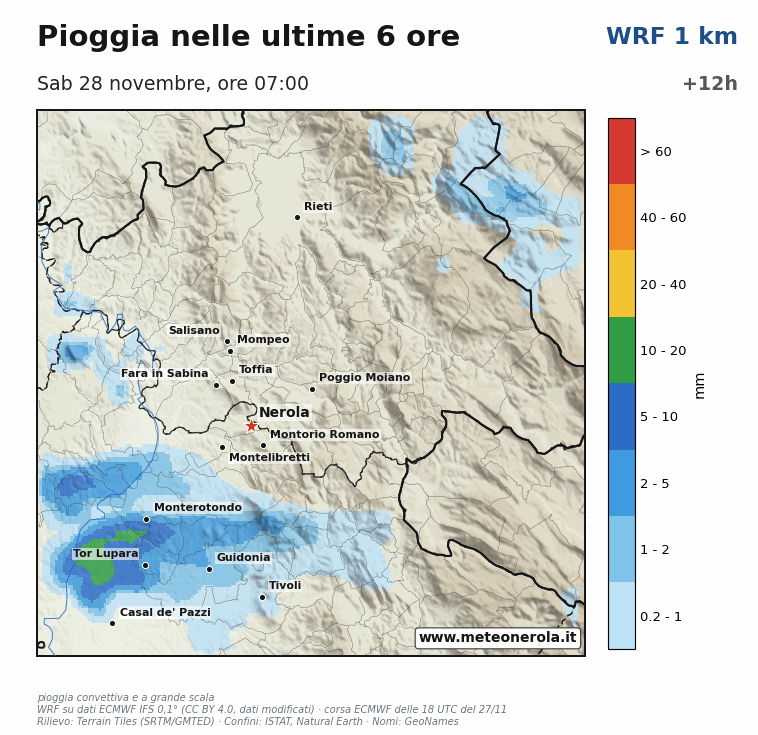 Pioggia nelle ultime 6 ore
WRF 1 km
Sab 28 novembre, ore 07:00
+12h
> 60
40 - 60
20 - 40
10 - 20
5 - 10
2 - 5
1 - 2
0.2 - 1
mm
Rieti
Salisano
Mompeo
Toffia
Fara in Sabina
Poggio Moiano
Nerola
Montorio Romano
Montelibretti
Monterotondo
Tor Lupara
Guidonia
Tivoli
Casal de' Pazzi
www.meteonerola.it
pioggia convettiva e a grande scala
WRF su dati ECMWF IFS 0,1° (CC BY 4.0, dati modificati) · corsa ECMWF delle 18 UTC del 27/11
Rilievo: Terrain Tiles (SRTM/GMTED) · Confini: ISTAT, Natural Earth · Nomi: GeoNames